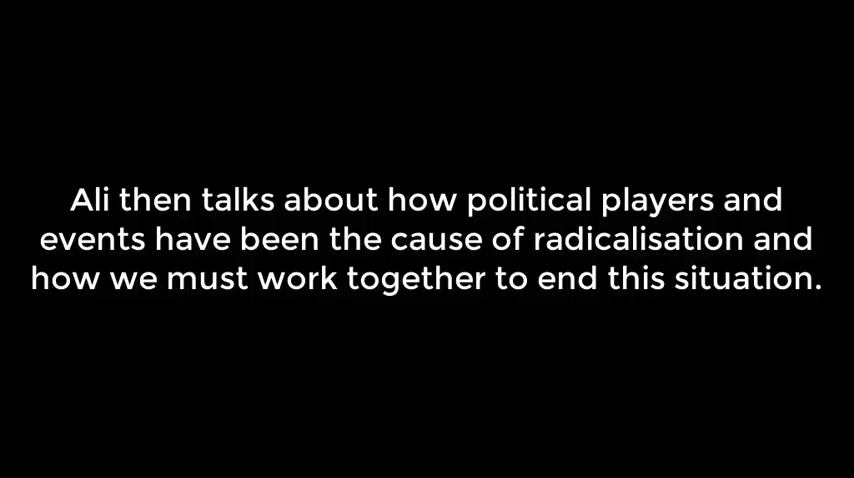 Ali then talks about how political players and
events have been the cause of radicalisation and
how we must work together to end this situation.